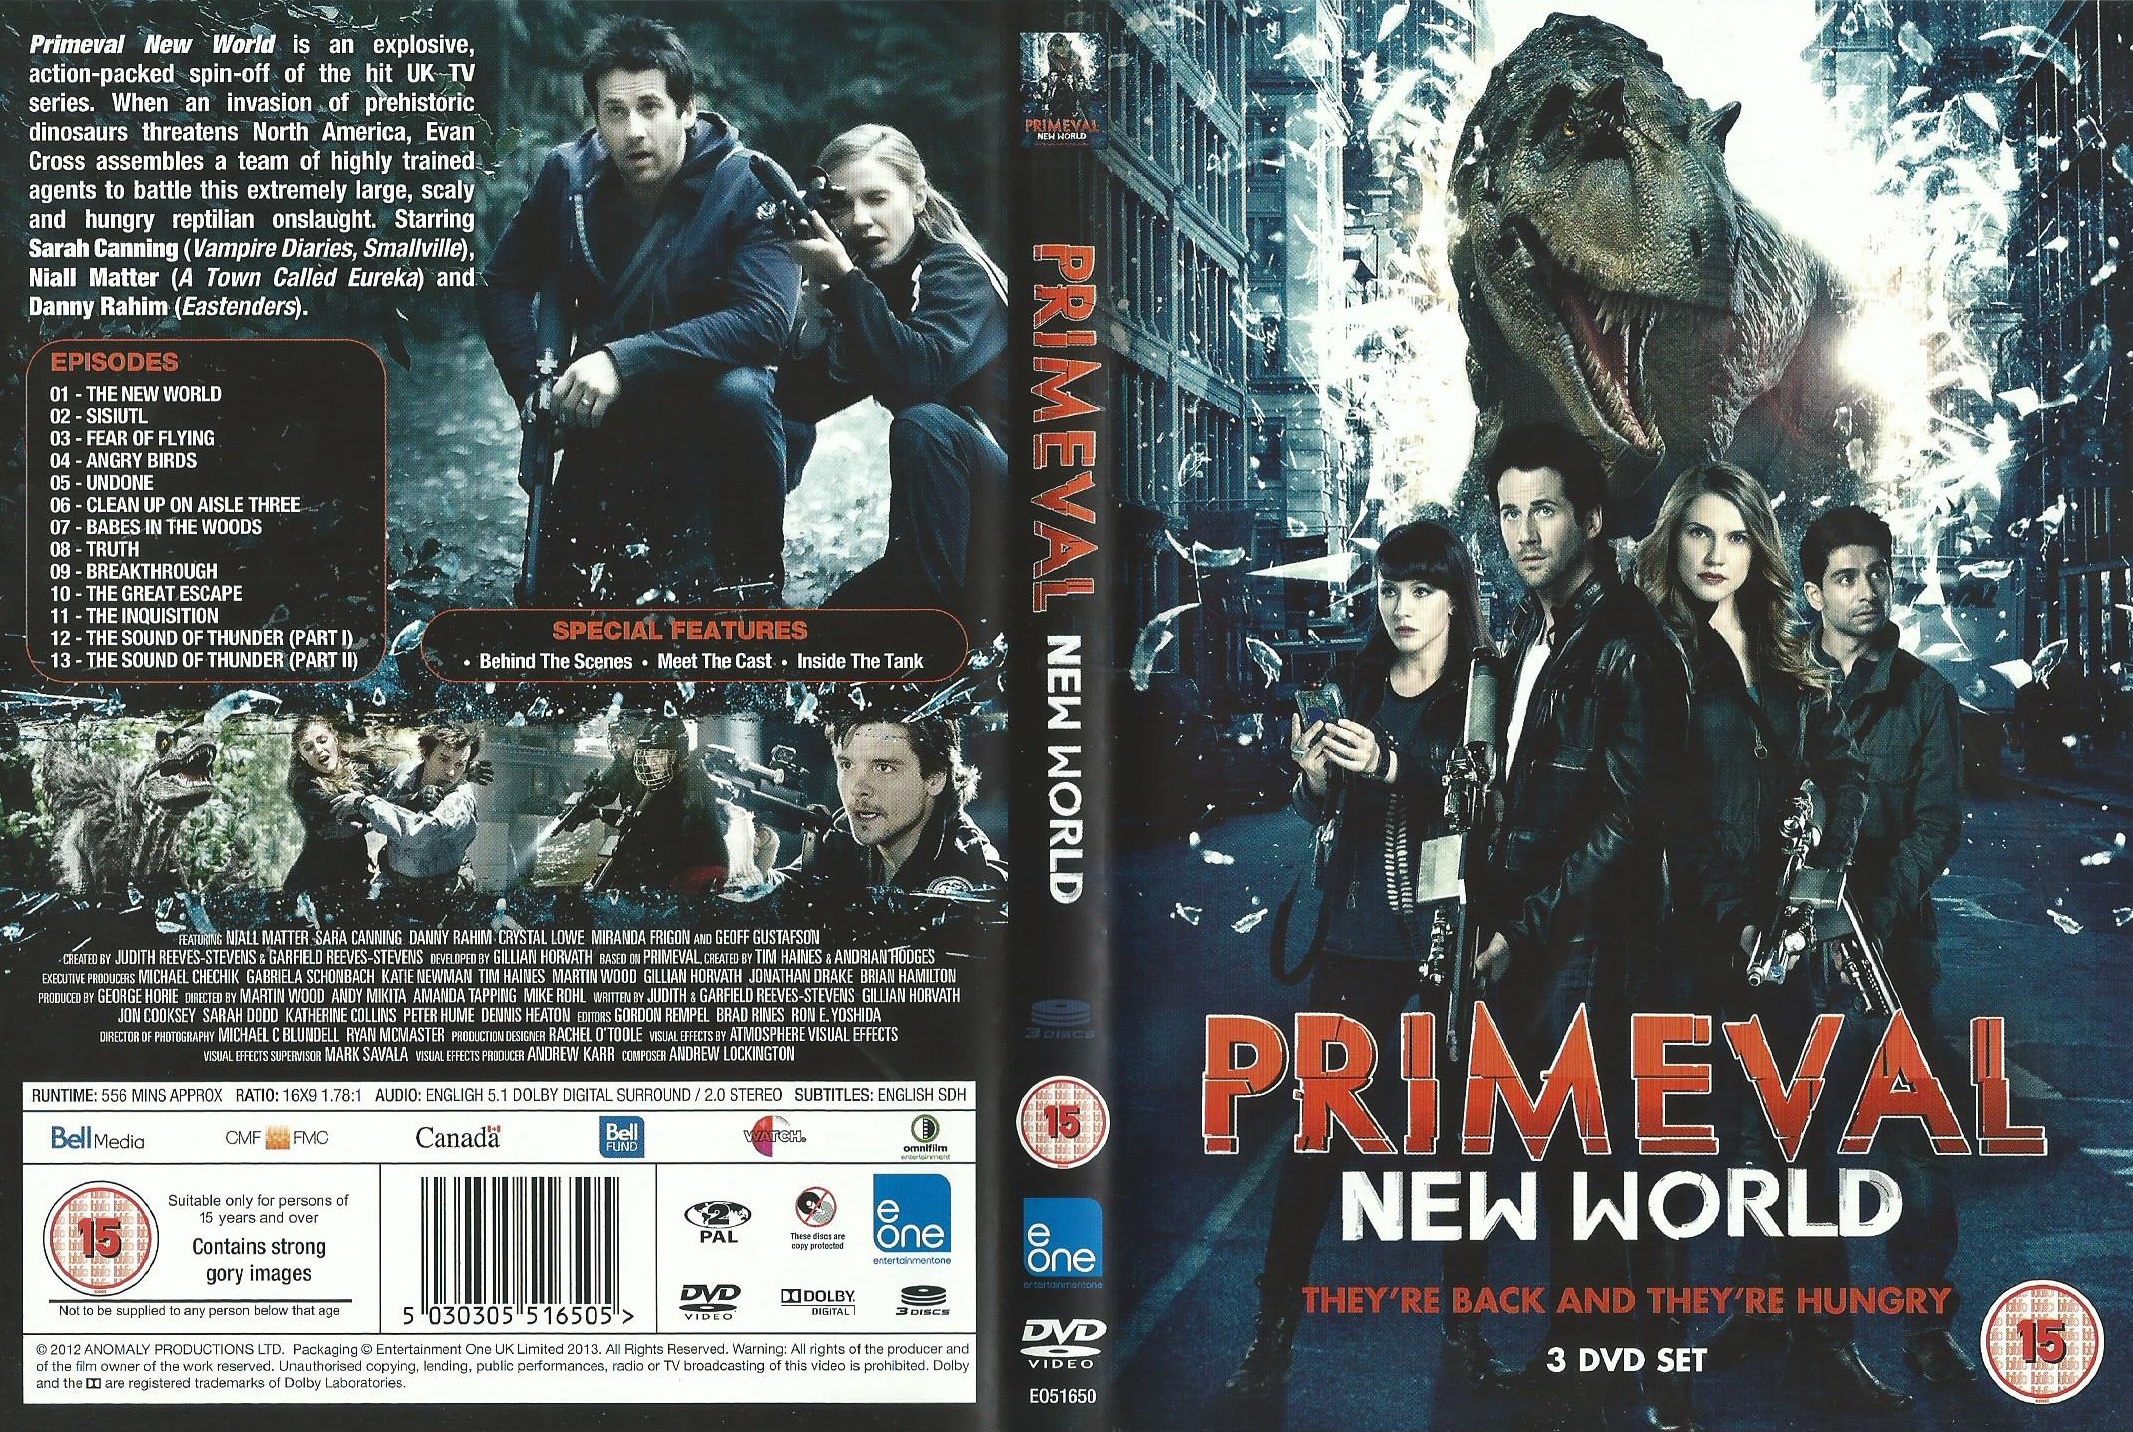 Primeval New World is an explosive,
action-packed spin-off of the hit UK TV
series. When an invasion of prehistoric
dinosaurs threatens North America, Evan
Cross assembles a team of highly trained
agents to battle this extremely large, scaly
and hungry reptilian onslaught. Starring
Sarah Canning (Vampire Diaries, Smallville),
Niall Matter (A Town Called Eureka) and
Danny Rahim (Eastenders).
EPISODES
01 - THE NEW WORLD
02 - SISIUTL
03 - FEAR OF FLYING
04 - ANGRY BIRDS
05 - UNDONE
06 - CLEAN UP ON AISLE THREE
07 - BABES IN THE WOODS
08 - TRUTH
09 - BREAKTHROUGH
10 - THE GREAT ESCAPE
11 - THE INQUISITION
12 - THE SOUND OF THUNDER (PART I)
13 - THE SOUND OF THUNDER (PART II)
SPECIAL FEATURES
• Behind The Scenes • Meet The Cast • Inside The Tank
FEATURING NIALL MATTER SARA CANNING DANNY RAHIM CRYSTAL LOWE MIRANDA FRIGON AND GEOFF GUSTAFSON
CREATED BY JUDITH REEVES-STEVENS & GARFIELD REEVES-STEVENS DEVELOPED BY GILLIAN HORVATH BASED ON PRIMEVAL, CREATED BY TIM HAINES & ANDRIAN HODGES
EXECUTIVE PRODUCERS MICHAEL CHECHIK GABRIELA SCHONBACH KATIE NEWMAN TIM HAINES MARTIN WOOD GILLIAN HORVATH JONATHAN DRAKE BRIAN HAMILTON
PRODUCED BY GEORGE HORIE DIRECTED BY MARTIN WOOD ANDY MIKITA AMANDA TAPPING MIKE ROHL WRITTEN BY JUDITH & GARFIELD REEVES-STEVENS GILLIAN HORVATH
JON COOKSEY SARAH DODD KATHERINE COLLINS PETER HUME DENNIS HEATON EDITORS GORDON REMPEL BRAD RINES RON E. YOSHIDA
DIRECTOR OF PHOTOGRAPHY MICHAEL C BLUNDELL RYAN MCMASTER PRODUCTION DESIGNER RACHEL O'TOOLE VISUAL EFFECTS BY ATMOSPHERE VISUAL EFFECTS
VISUAL EFFECTS SUPERVISOR MARK SAVALA VISUAL EFFECTS PRODUCER ANDREW KARR COMPOSER ANDREW LOCKINGTON
RUNTIME: 556 MINS APPROX RATIO: 16X9 1.78:1 AUDIO: ENGLIGH 5.1 DOLBY DIGITAL SURROUND / 2.0 STEREO SUBTITLES: ENGLISH SDH
Bell Media CMF FMC Canada Bell FUND WATCH. omnifilm entertainment
15
Suitable only for persons of
15 years and over
Contains strong
gory images
Not to be supplied to any person below that age
5 030305 516505 >
2
PAL
These discs are
copy protected
e one
entertainmentone
DVD
VIDEO
DOLBY
DIGITAL
3 DISCS
© 2012 ANOMALY PRODUCTIONS LTD. Packaging © Entertainment One UK Limited 2013. All Rights Reserved. Warning: All rights of the producer and
of the film owner of the work reserved. Unauthorised copying, lending, public performances, radio or TV broadcasting of this video is prohibited. Dolby
and the DD are registered trademarks of Dolby Laboratories.
PRIMEVAL
NEW WORLD
PRIMEVAL NEW WORLD
3 DISCS
15
e one
entertainmentone
DVD
VIDEO
EO51650
PRIMEVAL
NEW WORLD
THEY'RE BACK AND THEY'RE HUNGRY
3 DVD SET
15